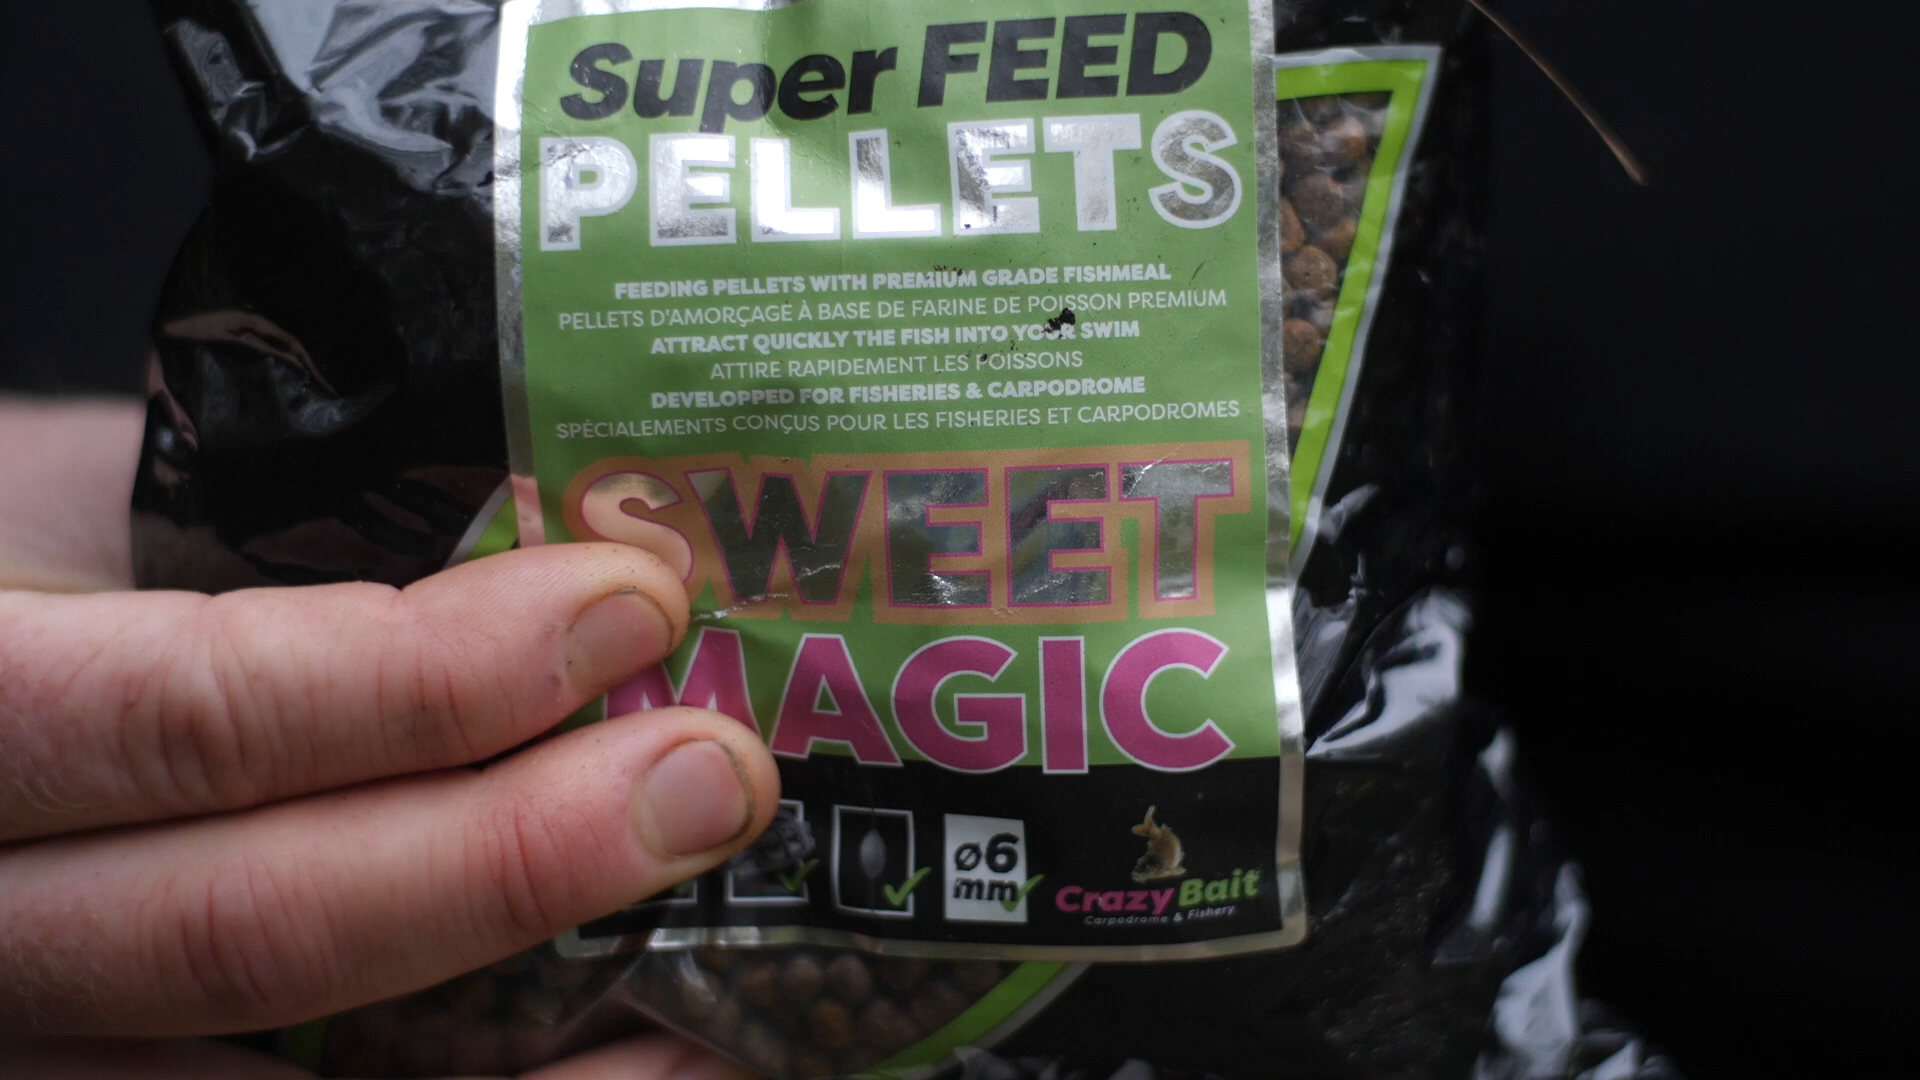 Super FEED
PELLETS
FEEDING PELLETS WITH PREMIUM GRADE FISHMEAL
PELLETS D'AMORÇAGE À BASE DE FARINE DE POISSON PREMIUM
ATTRACT QUICKLY THE FISH INTO YOUR SWIM
ATTIRE RAPIDEMENT LES POISSONS
DEVELOPPED FOR FISHERIES & CARPODROME
SPÉCIALEMENTS CONÇUS POUR LES FISHERIES ET CARPODROMES
SWEET
MAGIC
ø6
mm
Crazy Bait
Carpodrome & Fishery